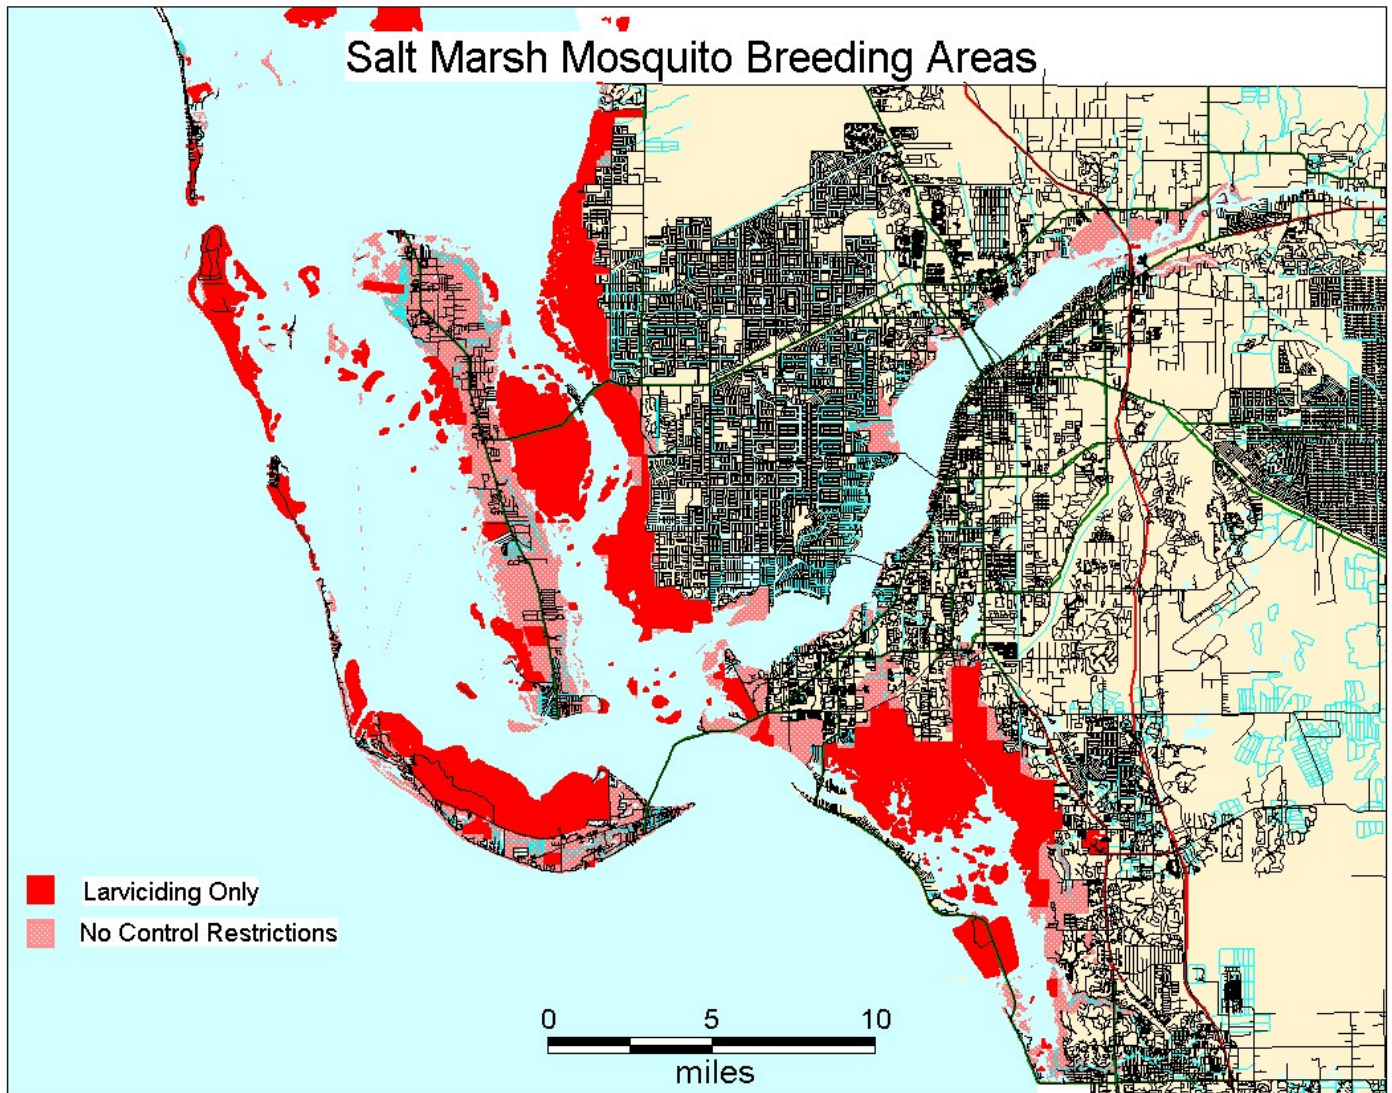 Salt Marsh Mosquito Breeding Areas
Larviciding Only
No Control Restrictions
0 5 10
miles